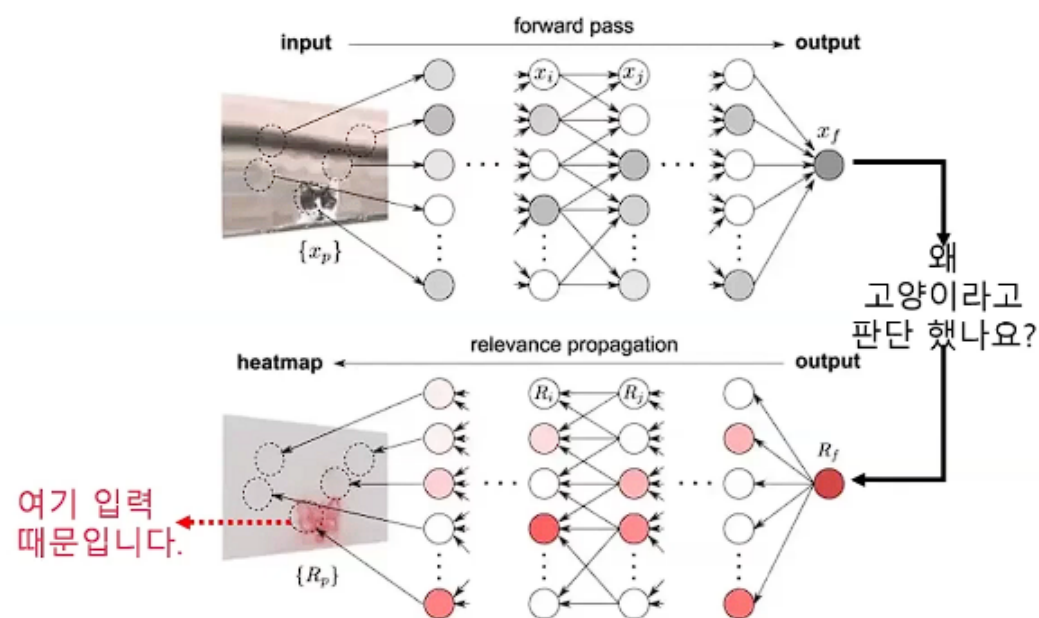 forward pass
input
output
x_i
x_j
x_f
{x_p}
왜
고양이라고
판단 했나요?
relevance propagation
heatmap
output
R_i
R_j
R_f
여기 입력
때문입니다.
{R_p}